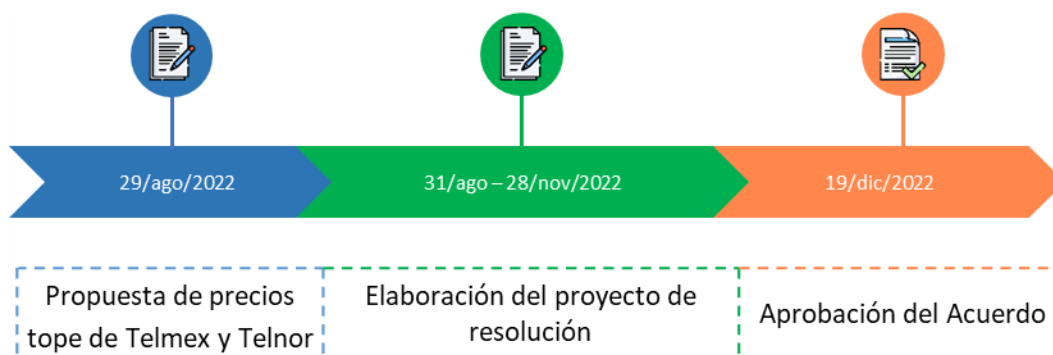 29/ago/2022
31/ago – 28/nov/2022
19/dic/2022
Propuesta de precios
tope de Telmex y Telnor
Elaboración del proyecto de
resolución
Aprobación del Acuerdo